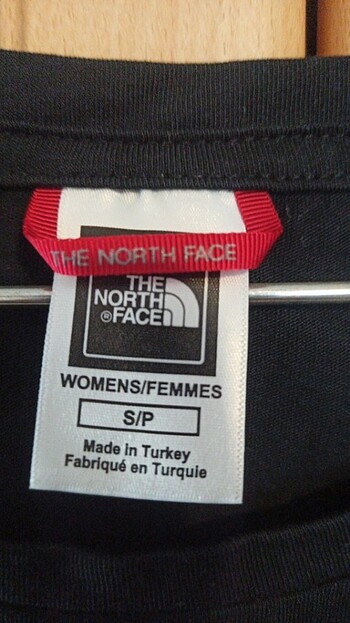 THE NORTH FACE
THE
NORTH
®FACE
WOMENS/FEMMES
S/P
Made in Turkey
Fabriqué en Turquie